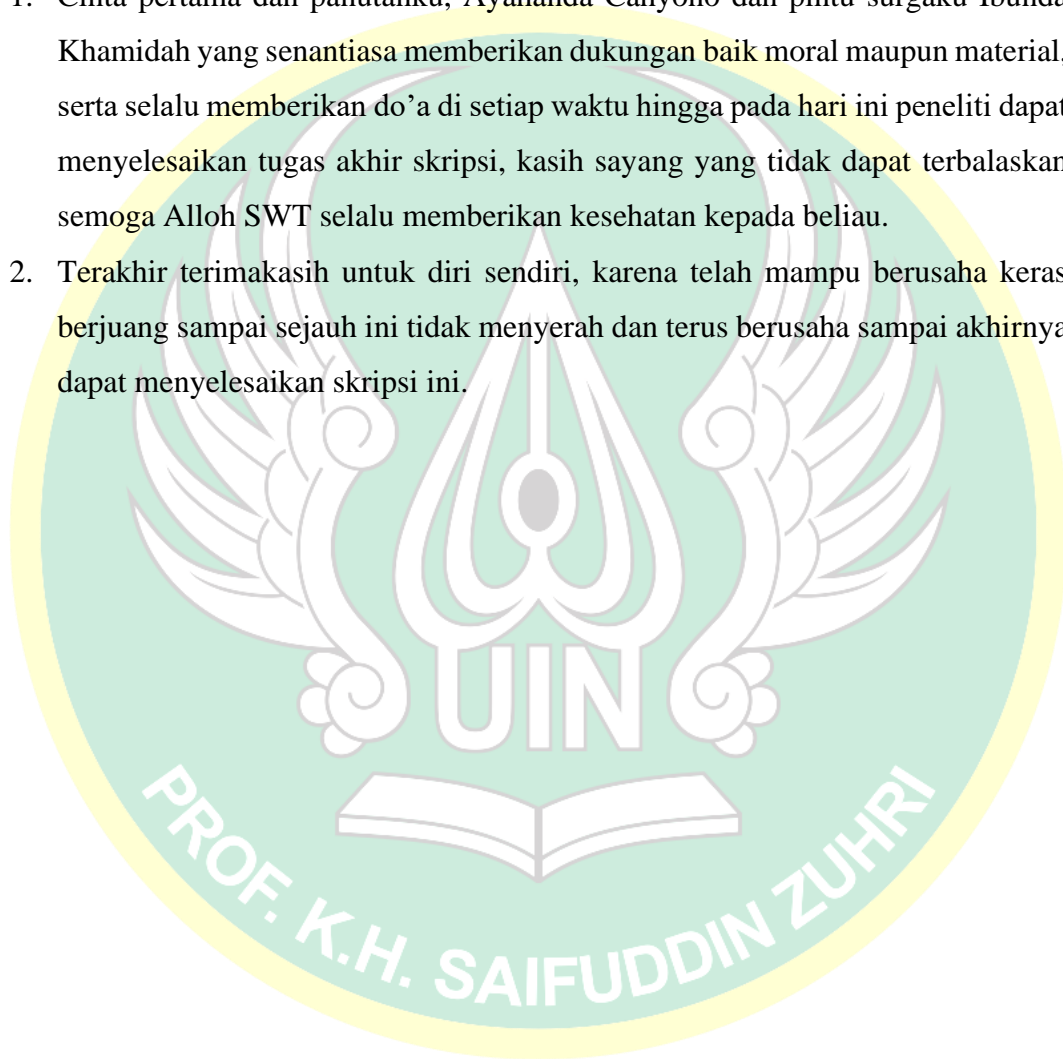 1. Cinta pertama dan panutanku, Ayahanda Cahyono dan pintu surgaku Ibunda
Khamidah yang senantiasa memberikan dukungan baik moral maupun material,
serta selalu memberikan do’a di setiap waktu hingga pada hari ini peneliti dapat
menyelesaikan tugas akhir skripsi, kasih sayang yang tidak dapat terbalaskan
semoga Alloh SWT selalu memberikan kesehatan kepada beliau.
2. Terakhir terimakasih untuk diri sendiri, karena telah mampu berusaha keras
berjuang sampai sejauh ini tidak menyerah dan terus berusaha sampai akhirnya
dapat menyelesaikan skripsi ini.
UIN
PROF. K.H. SAIFUDDIN ZUHRI